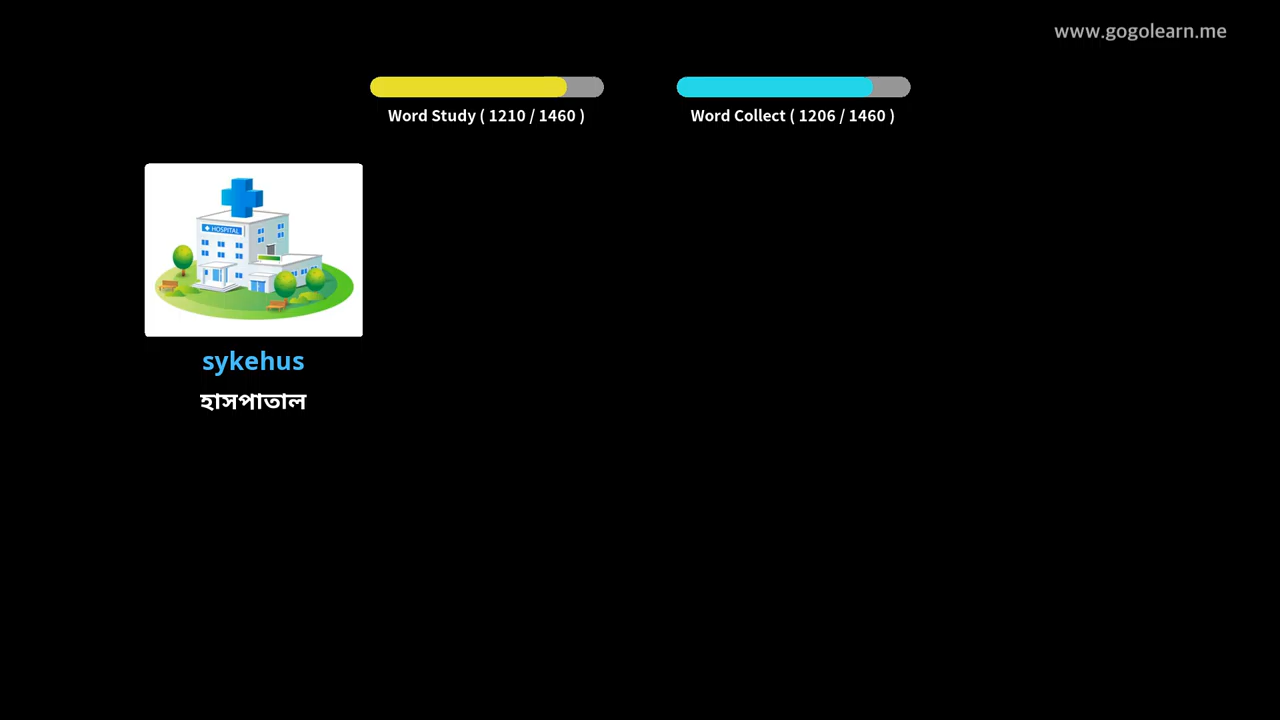 www.gogolearn.me
Word Study ( 1210 / 1460 )
Word Collect ( 1206 / 1460 )
HOSPITAL
sykehus
হাসপাতাল